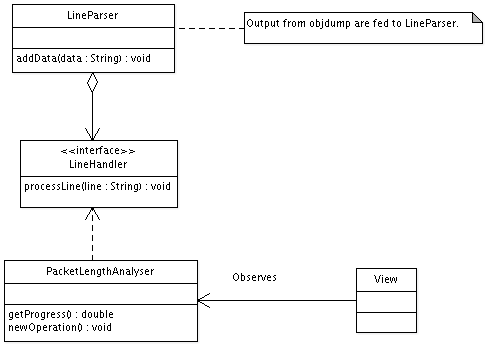 LineParser
Output from objdump are fed to LineParser.
addData(data : String) : void
<<interface>>
LineHandler
processLine(line : String) : void
PacketLengthAnalyser
Observes
View
getProgress() : double
newOperation() : void